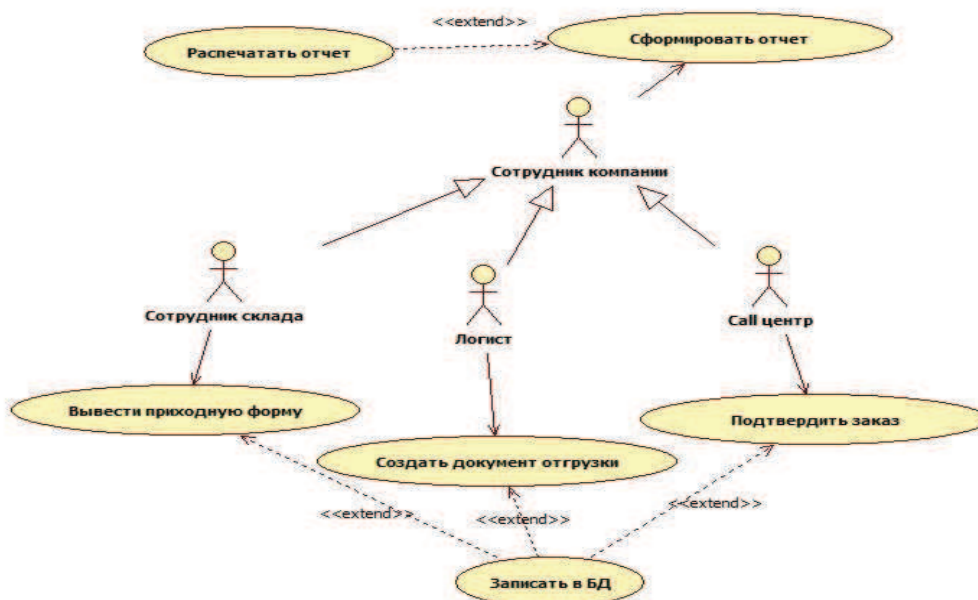 <<extend>>
Распечатать отчет
Сформировать отчет
Сотрудник компании
Сотрудник склада
Логист
Call центр
Вывести приходную форму
Подтвердить заказ
Создать документ отгрузки
<<extend>>
<<extend>>
<<extend>>
Записать в БД